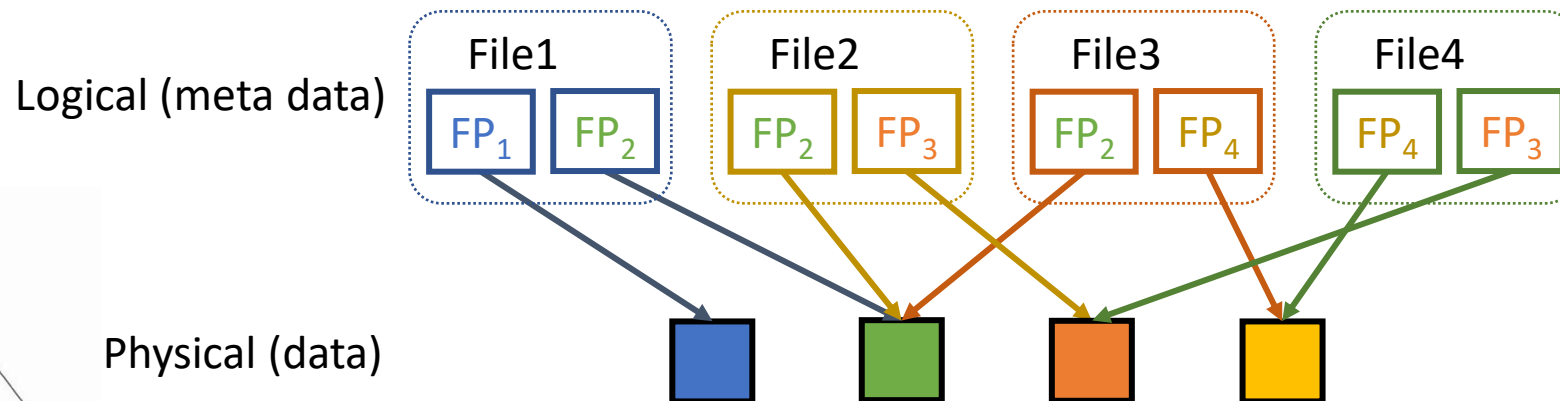 File1 File2 File3 File4
Logical (meta data) FP₁ FP₂ FP₂ FP₃ FP₂ FP₄ FP₄ FP₃
Physical (data)